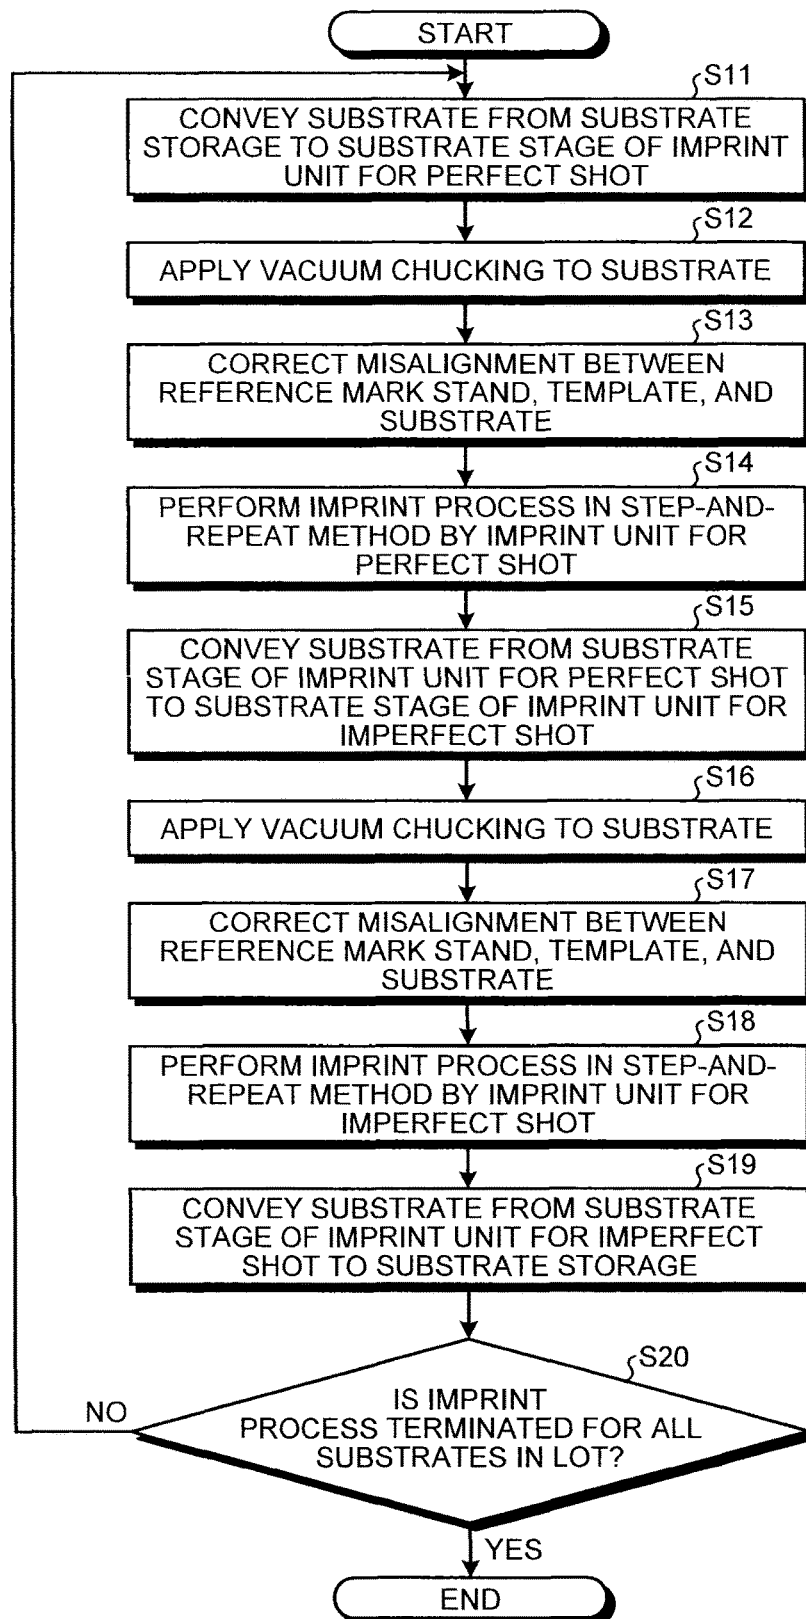 START
S11
CONVEY SUBSTRATE FROM SUBSTRATE
STORAGE TO SUBSTRATE STAGE OF IMPRINT
UNIT FOR PERFECT SHOT
S12
APPLY VACUUM CHUCKING TO SUBSTRATE
S13
CORRECT MISALIGNMENT BETWEEN
REFERENCE MARK STAND, TEMPLATE, AND
SUBSTRATE
S14
PERFORM IMPRINT PROCESS IN STEP-AND-
REPEAT METHOD BY IMPRINT UNIT FOR
PERFECT SHOT
S15
CONVEY SUBSTRATE FROM SUBSTRATE
STAGE OF IMPRINT UNIT FOR PERFECT SHOT
TO SUBSTRATE STAGE OF IMPRINT UNIT FOR
IMPERFECT SHOT
S16
APPLY VACUUM CHUCKING TO SUBSTRATE
S17
CORRECT MISALIGNMENT BETWEEN
REFERENCE MARK STAND, TEMPLATE, AND
SUBSTRATE
S18
PERFORM IMPRINT PROCESS IN STEP-AND-
REPEAT METHOD BY IMPRINT UNIT FOR
IMPERFECT SHOT
S19
CONVEY SUBSTRATE FROM SUBSTRATE
STAGE OF IMPRINT UNIT FOR IMPERFECT
SHOT TO SUBSTRATE STORAGE
S20
NO
IS IMPRINT
PROCESS TERMINATED FOR ALL
SUBSTRATES IN LOT?
YES
END